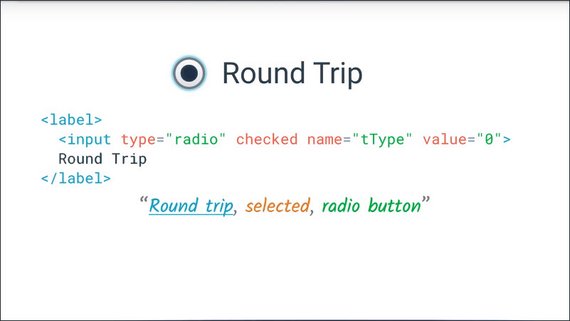 Round Trip
<label>
<input type="radio" checked name="tType" value="0">
Round Trip
</label>
“Round trip, selected, radio button”